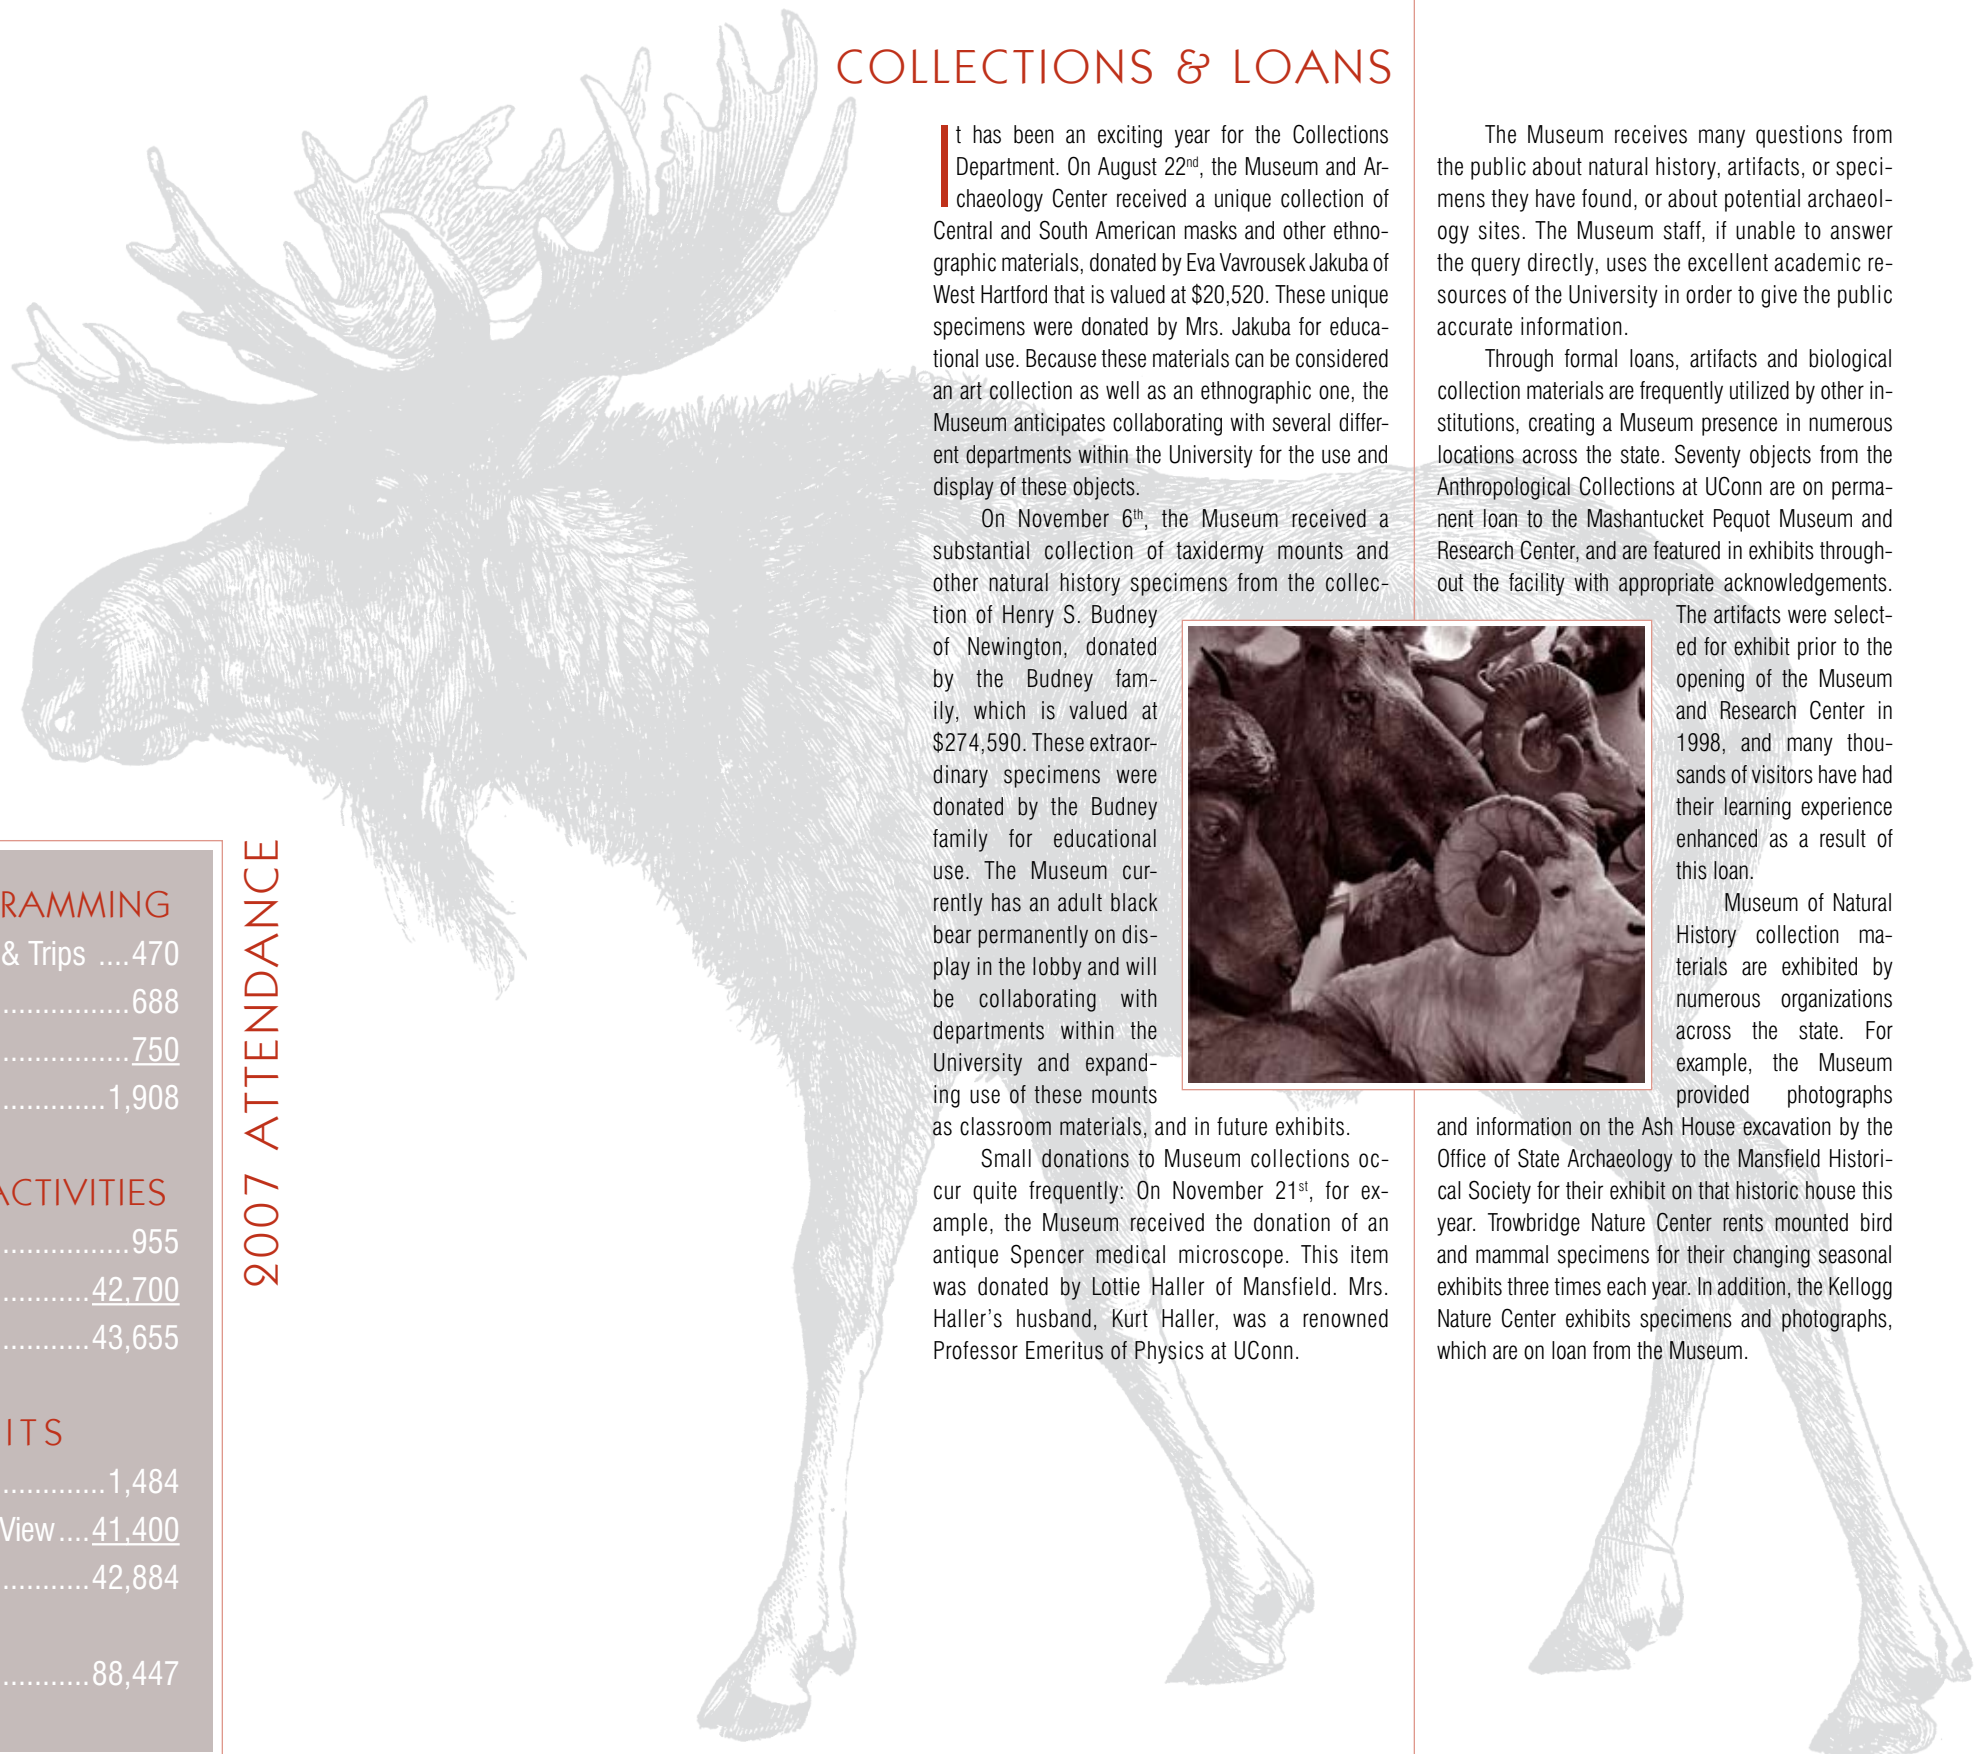 COLLECTIONS & LOANS
It has been an exciting year for the Collections
Department. On August 22nd, the Museum and Ar-
chaeology Center received a unique collection of
Central and South American masks and other ethno-
graphic materials, donated by Eva Vavrousek Jakuba of
West Hartford that is valued at $20,520. These unique
specimens were donated by Mrs. Jakuba for educa-
tional use. Because these materials can be considered
an art collection as well as an ethnographic one, the
Museum anticipates collaborating with several differ-
ent departments within the University for the use and
display of these objects.
On November 6th, the Museum received a
substantial collection of taxidermy mounts and
other natural history specimens from the collec-
tion of Henry S. Budney
of Newington, donated
by the Budney fam-
ily, which is valued at
$274,590. These extraor-
dinary specimens were
donated by the Budney
family for educational
use. The Museum cur-
rently has an adult black
bear permanently on dis-
play in the lobby and will
be collaborating with
departments within the
University and expand-
ing use of these mounts
as classroom materials, and in future exhibits.
Small donations to Museum collections oc-
cur quite frequently: On November 21st, for ex-
ample, the Museum received the donation of an
antique Spencer medical microscope. This item
was donated by Lottie Haller of Mansfield. Mrs.
Haller's husband, Kurt Haller, was a renowned
Professor Emeritus of Physics at UConn.
The Museum receives many questions from
the public about natural history, artifacts, or speci-
mens they have found, or about potential archaeol-
ogy sites. The Museum staff, if unable to answer
the query directly, uses the excellent academic re-
sources of the University in order to give the public
accurate information.
Through formal loans, artifacts and biological
collection materials are frequently utilized by other in-
stitutions, creating a Museum presence in numerous
locations across the state. Seventy objects from the
Anthropological Collections at UConn are on perma-
nent loan to the Mashantucket Pequot Museum and
Research Center, and are featured in exhibits through-
out the facility with appropriate acknowledgements.
The artifacts were select-
ed for exhibit prior to the
opening of the Museum
and Research Center in
1998, and many thou-
sands of visitors have had
their learning experience
enhanced as a result of
this loan.
Museum of Natural
History collection ma-
terials are exhibited by
numerous organizations
across the state. For
example, the Museum
provided photographs
and information on the Ash House excavation by the
Office of State Archaeology to the Mansfield Histori-
cal Society for their exhibit on that historic house this
year. Trowbridge Nature Center rents mounted bird
and mammal specimens for their changing seasonal
exhibits three times each year. In addition, the Kellogg
Nature Center exhibits specimens and photographs,
which are on loan from the Museum.
2007 ATTENDANCE
RAMMING
& Trips ....470
................688
................750
.............1,908
ACTIVITIES
................955
...........42,700
...........43,655
ITS
.............1,484
View....41,400
...........42,884
...........88,447